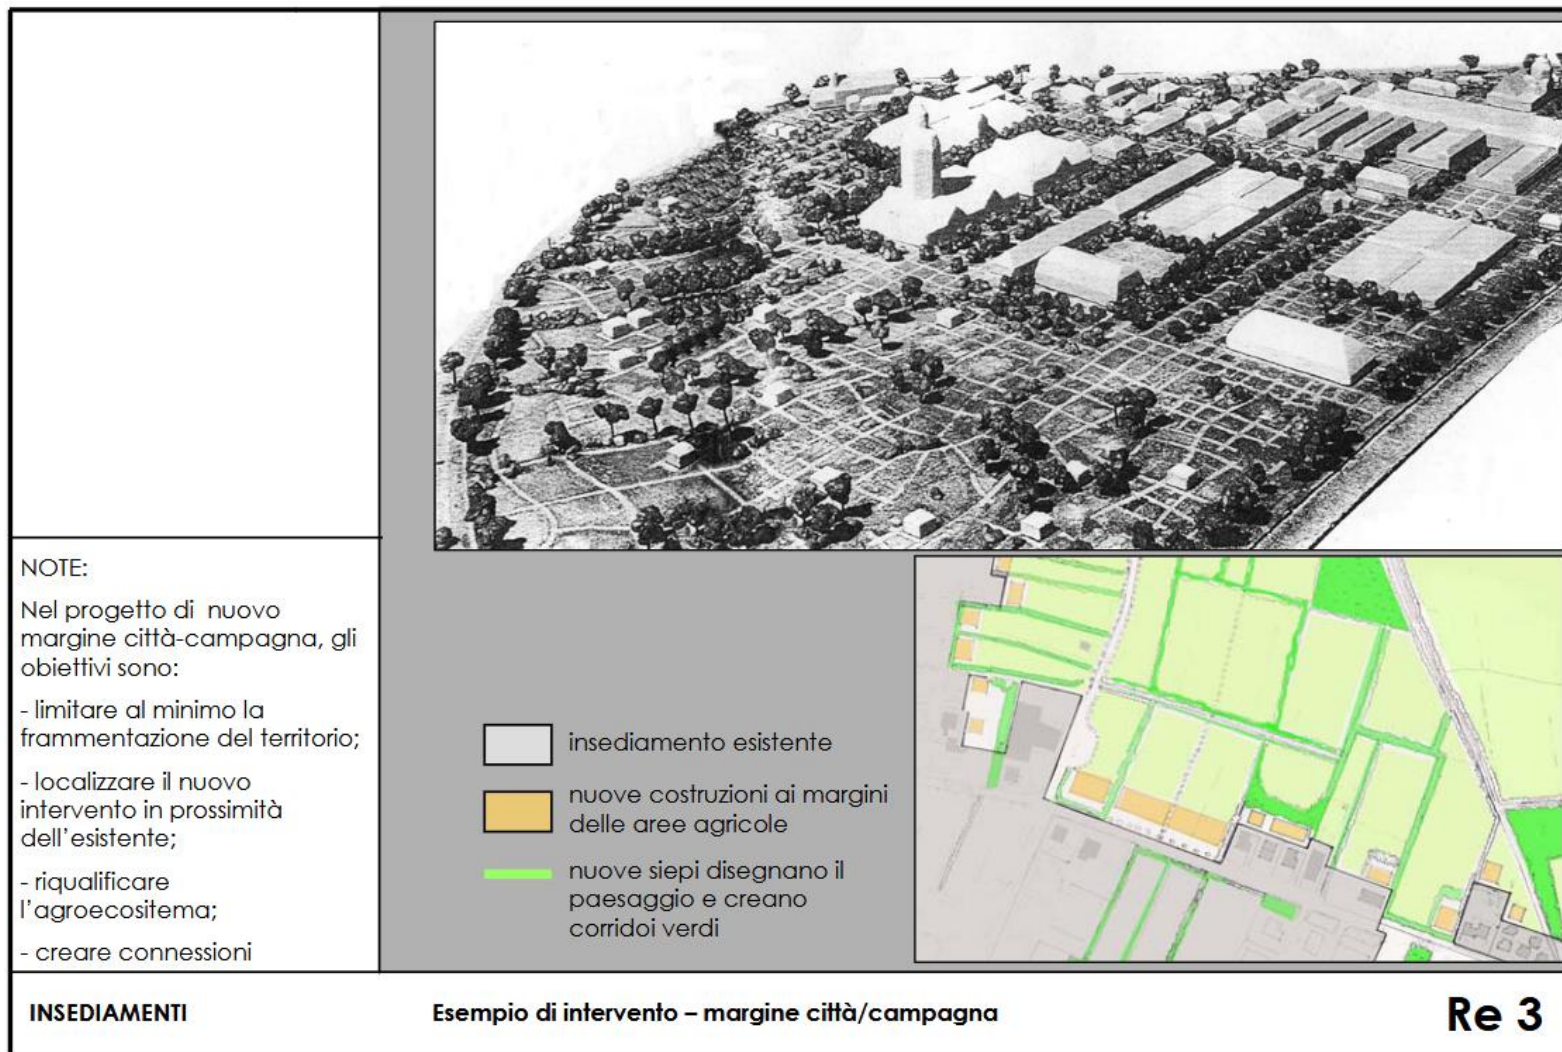 NOTE:
Nel progetto di nuovo
margine città-campagna, gli
obiettivi sono:
- limitare al minimo la
frammentazione del territorio;
- localizzare il nuovo
intervento in prossimità
dell'esistente;
- riqualificare
l'agroecositema;
- creare connessioni
insediamento esistente
nuove costruzioni ai margini
delle aree agricole
nuove siepi disegnano il
paesaggio e creano
corridoi verdi
INSEDIAMENTI
Esempio di intervento – margine città/campagna
Re 3